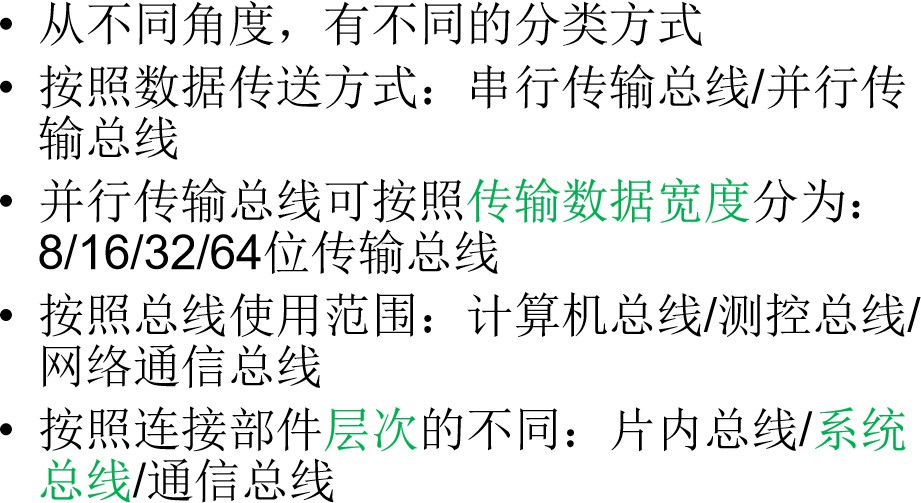 • 从不同角度，有不同的分类方式
• 按照数据传送方式：串行传输总线/并行传
输总线
• 并行传输总线可按照传输数据宽度分为：
8/16/32/64位传输总线
• 按照总线使用范围：计算机总线/测控总线/
网络通信总线
• 按照连接部件层次的不同：片内总线/系统
总线/通信总线